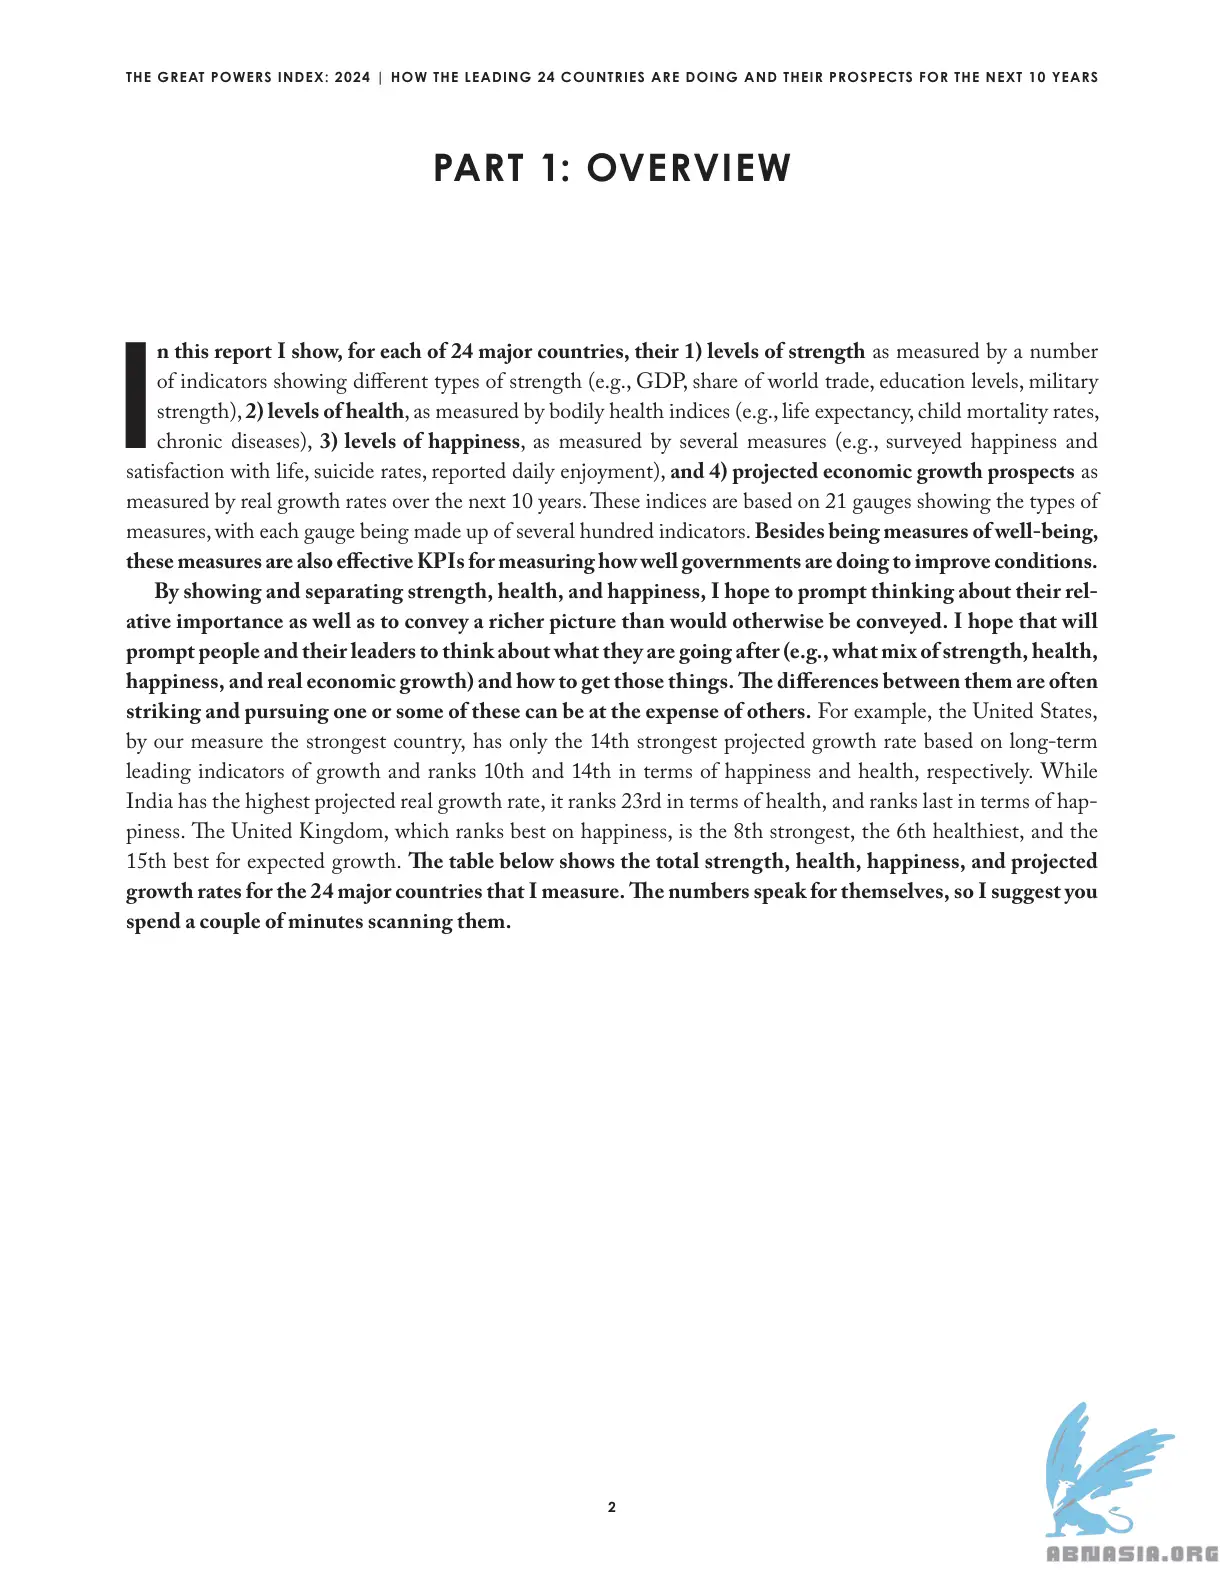 THE GREAT POWERS INDEX: 2024 | HOW THE LEADING 24 COUNTRIES ARE DOING AND THEIR PROSPECTS FOR THE NEXT 10 YEARS
PART 1: OVERVIEW
In this report I show, for each of 24 major countries, their 1) levels of strength as measured by a number
of indicators showing different types of strength (e.g., GDP, share of world trade, education levels, military
strength), 2) levels of health, as measured by bodily health indices (e.g., life expectancy, child mortality rates,
chronic diseases), 3) levels of happiness, as measured by several measures (e.g., surveyed happiness and
satisfaction with life, suicide rates, reported daily enjoyment), and 4) projected economic growth prospects as
measured by real growth rates over the next 10 years. These indices are based on 21 gauges showing the types of
measures, with each gauge being made up of several hundred indicators. Besides being measures of well-being,
these measures are also effective KPIs for measuring how well governments are doing to improve conditions.
By showing and separating strength, health, and happiness, I hope to prompt thinking about their rel-
ative importance as well as to convey a richer picture than would otherwise be conveyed. I hope that will
prompt people and their leaders to think about what they are going after (e.g., what mix of strength, health,
happiness, and real economic growth) and how to get those things. The differences between them are often
striking and pursuing one or some of these can be at the expense of others. For example, the United States,
by our measure the strongest country, has only the 14th strongest projected growth rate based on long-term
leading indicators of growth and ranks 10th and 14th in terms of happiness and health, respectively. While
India has the highest projected real growth rate, it ranks 23rd in terms of health, and ranks last in terms of hap-
piness. The United Kingdom, which ranks best on happiness, is the 8th strongest, the 6th healthiest, and the
15th best for expected growth. The table below shows the total strength, health, happiness, and projected
growth rates for the 24 major countries that I measure. The numbers speak for themselves, so I suggest you
spend a couple of minutes scanning them.
2
ABNASIA.ORG